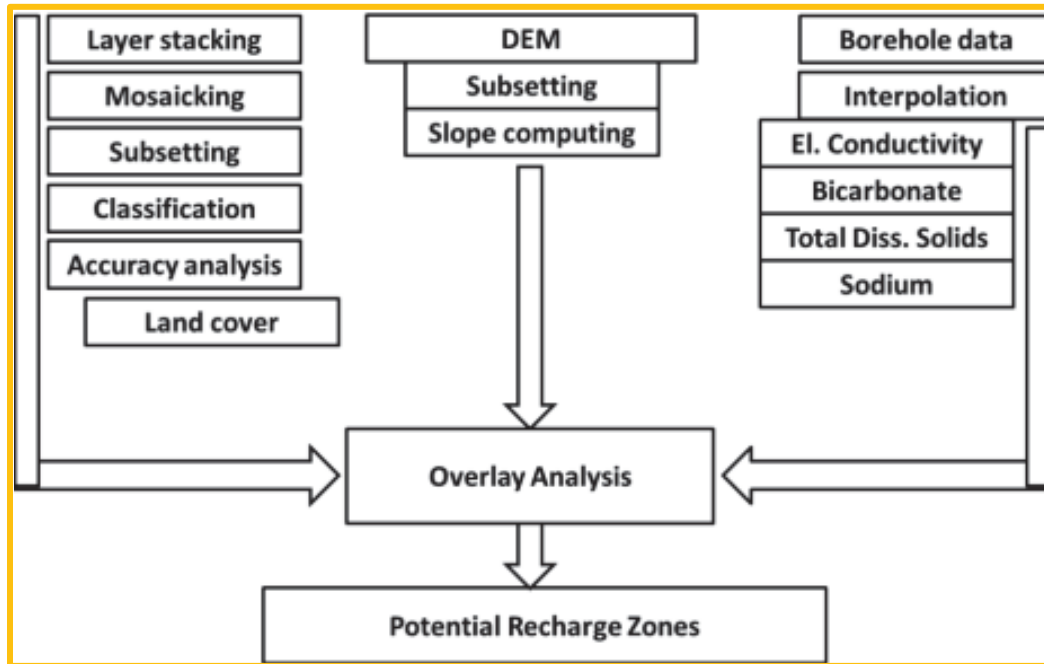 Layer stacking
Mosaicking
Subsetting
Classification
Accuracy analysis
Land cover
DEM
Subsetting
Slope computing
Borehole data
Interpolation
El. Conductivity
Bicarbonate
Total Diss. Solids
Sodium
Overlay Analysis
Potential Recharge Zones